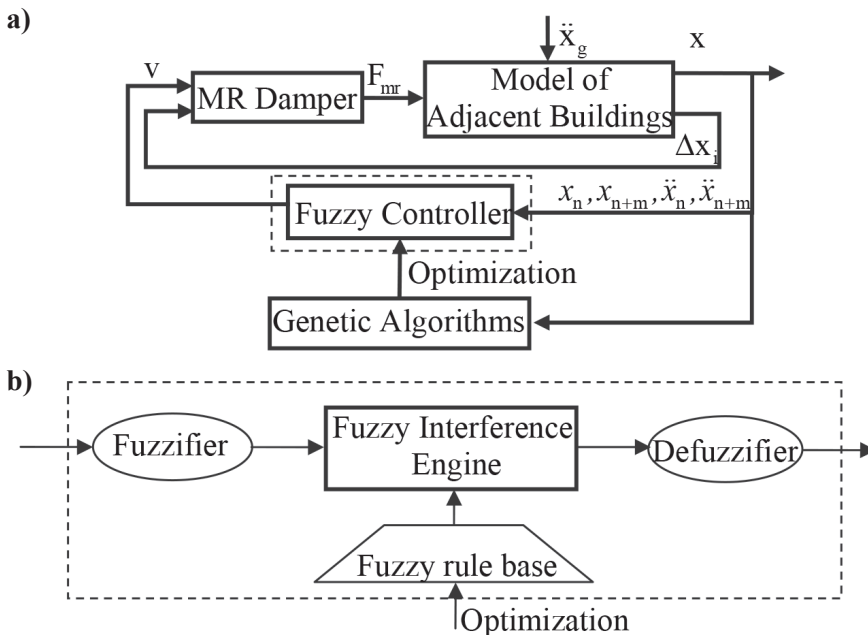 a)
ẍg
x
v
MR Damper
Fmr
Model of
Adjacent Buildings
Δxi
Fuzzy Controller
xn, xn+m, ẍn, ẍn+m
Optimization
Genetic Algorithms
b)
Fuzzifier
Fuzzy Interference
Engine
Defuzzifier
Fuzzy rule base
Optimization